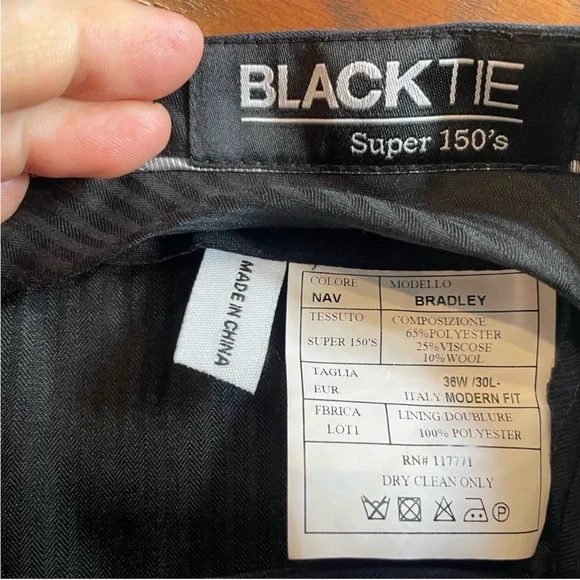 BLACKTIE
Super 150's
MADE IN CHINA
COLORE MODELLO
NAV BRADLEY
TESSUTO COMPOSIZIONE
65%POLYESTER
SUPER 150'S 25%VISCOSE
10%WOOL
TAGLIA 36W /30L-
EUR. ITALY MODERN FIT
FBRICA LINING/DOUBLURE
LOT1 100% POLYESTER
RN# 117771
DRY CLEAN ONLY
P